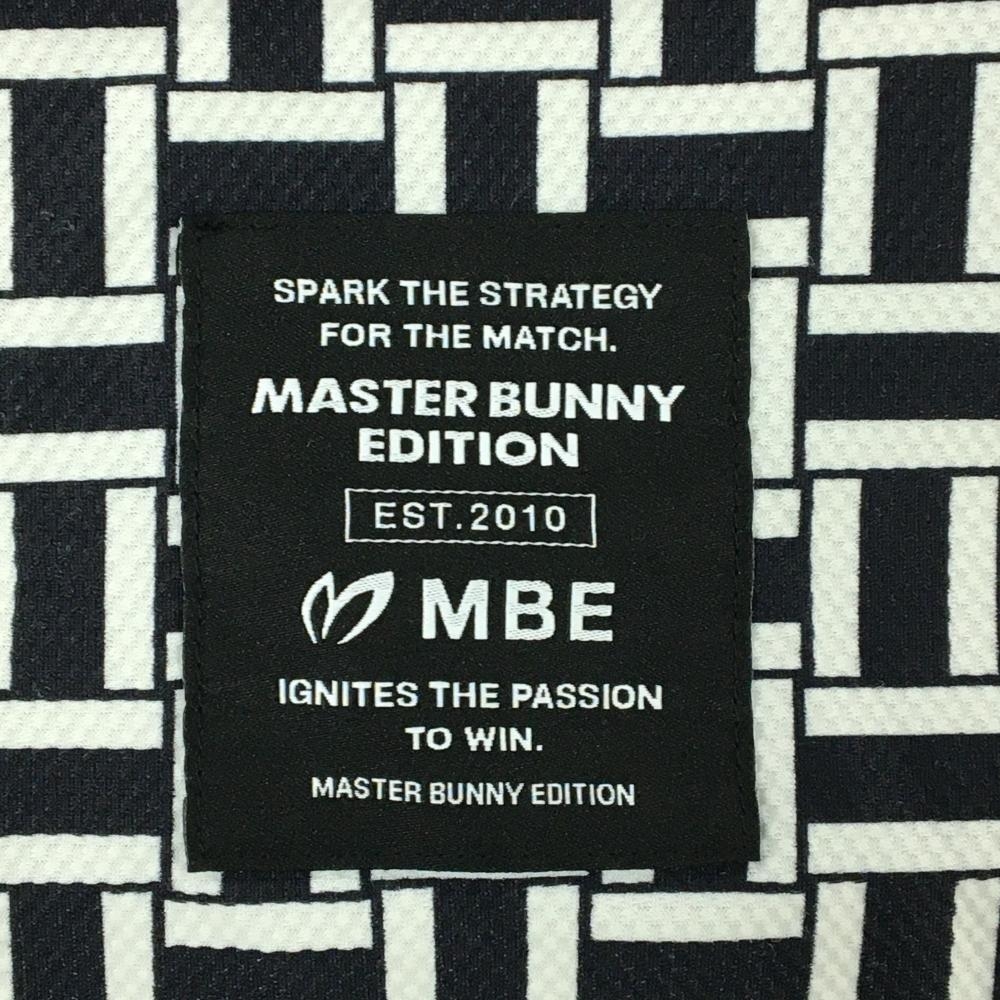 SPARK THE STRATEGY
FOR THE MATCH.
MASTER BUNNY
EDITION
EST.2010
MBE
IGNITES THE PASSION
TO WIN.
MASTER BUNNY EDITION